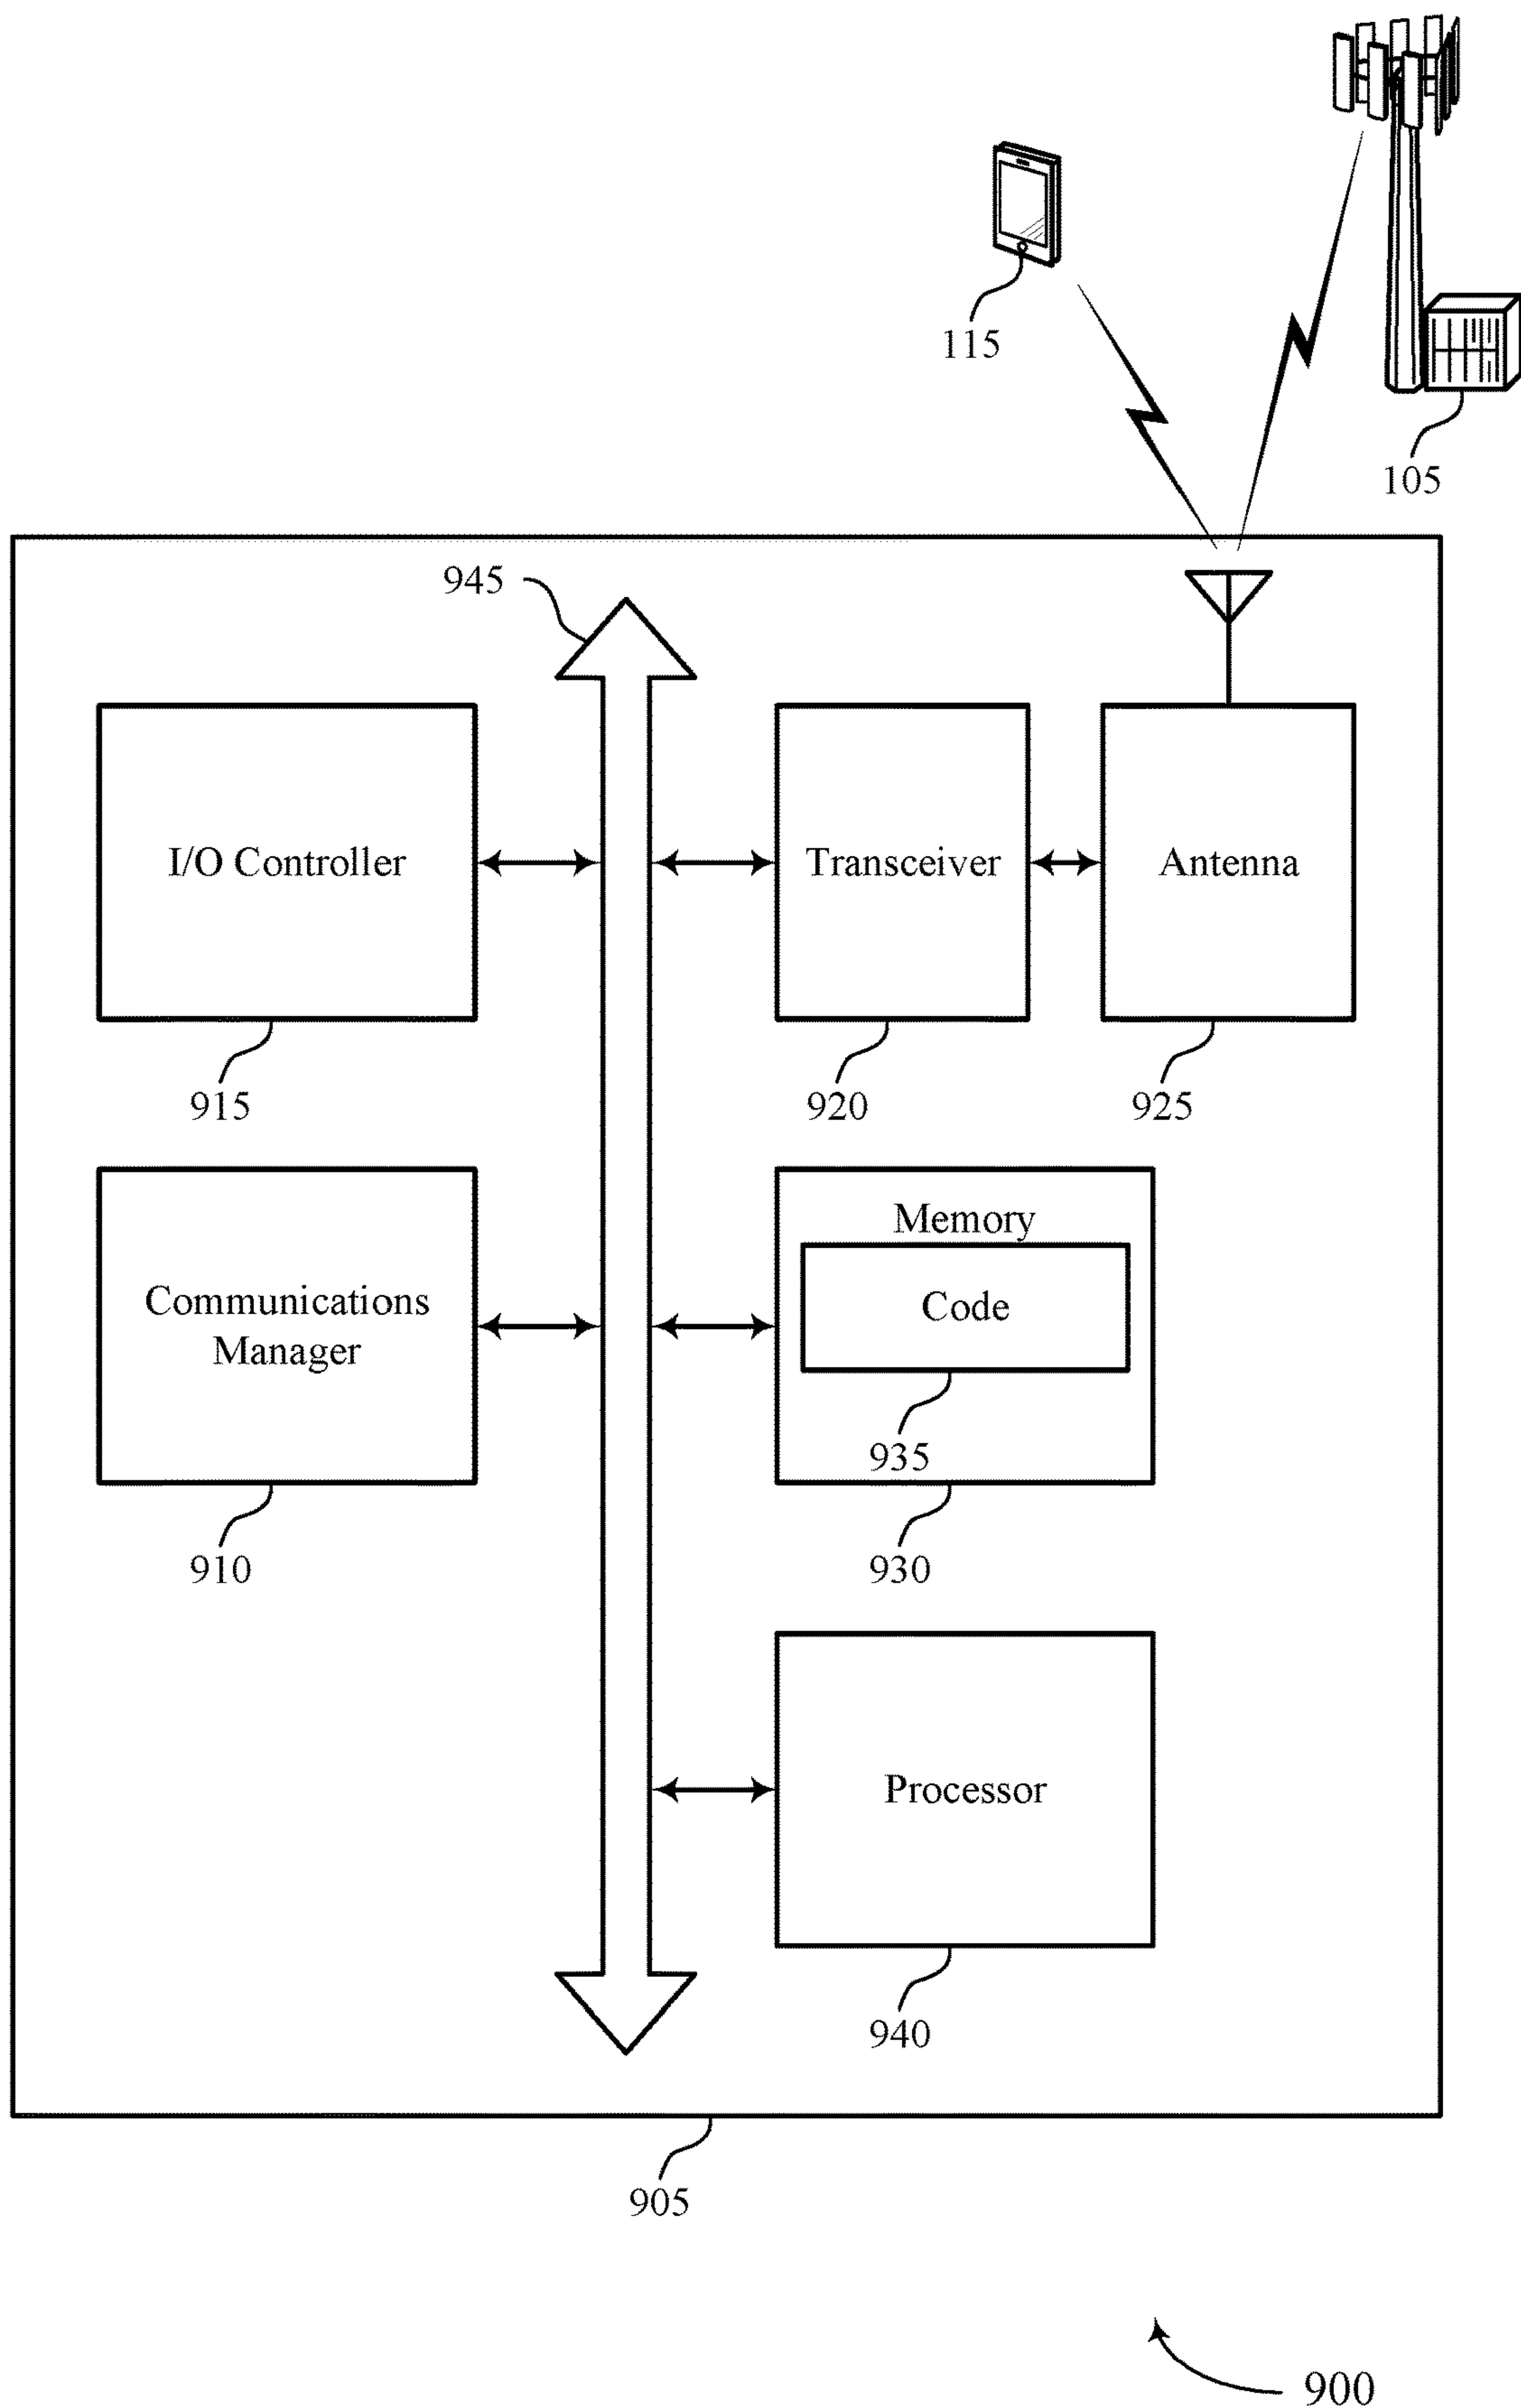 115
105
945
I/O Controller
Transceiver
Antenna
915
920
925
Communications
Manager
Memory
Code
935
910
930
Processor
940
905
900